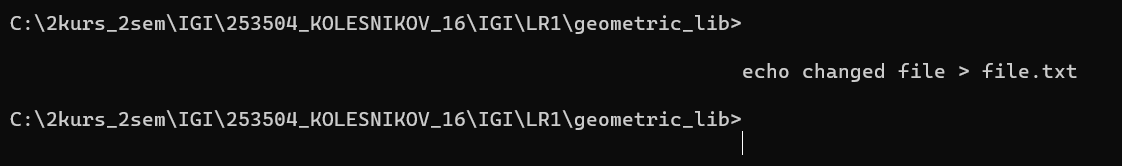 C:\2kurs_2sem\IGI\253504_KOLESNIKOV_16\IGI\LR1\geometric_lib>
echo changed file > file.txt
C:\2kurs_2sem\IGI\253504_KOLESNIKOV_16\IGI\LR1\geometric_lib>